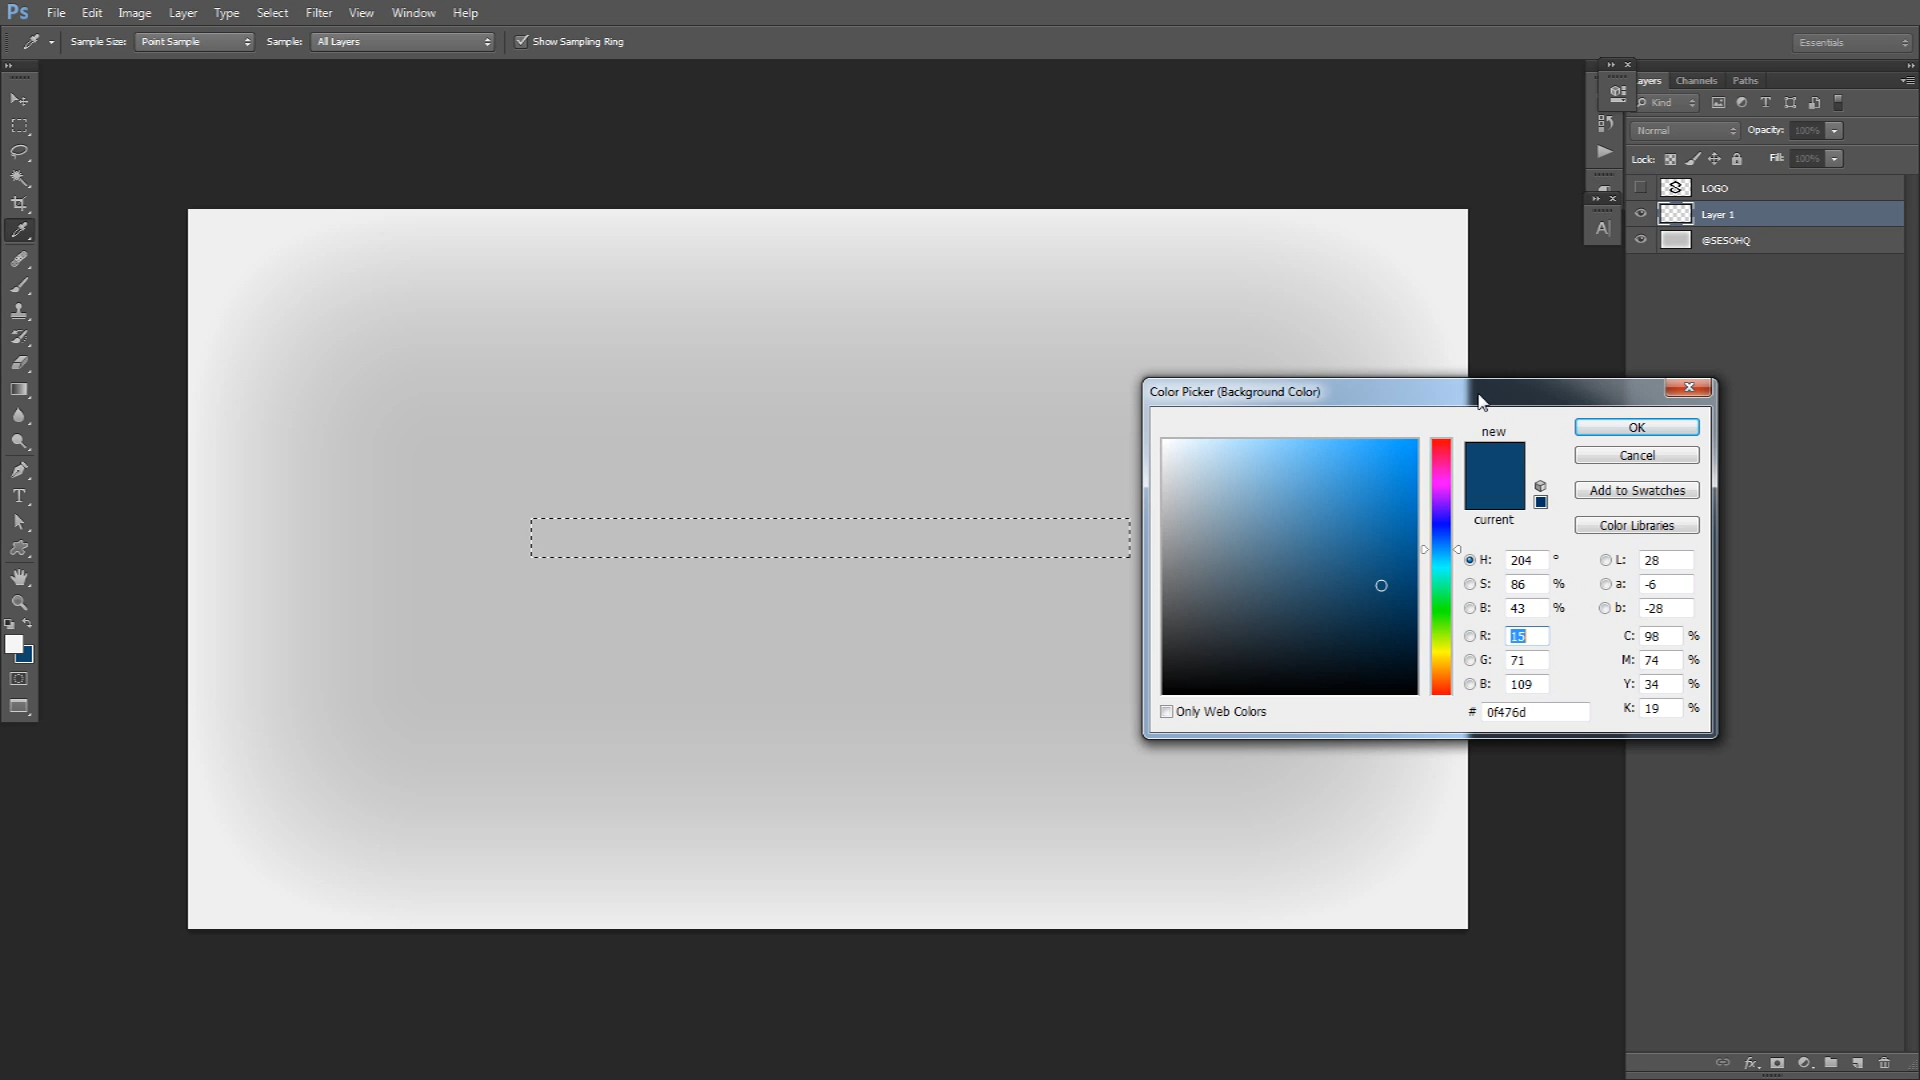 Ps File Edit Image Layer Type Select Filter View Window Help
Sample Size: Point Sample Sample: All Layers Show Sampling Ring Essentials
ayers Channels Paths
Kind
Normal Opacity: 100%
Lock: Fill: 100%
LOGO
Layer 1
@SESOHQ
A
Color Picker (Background Color)
new
current
OK
Cancel
Add to Swatches
Color Libraries
H: 204 ° L: 28
S: 86 % a: -6
B: 43 % b: -28
R: 15 C: 98 %
G: 71 M: 74 %
B: 109 Y: 34 %
# 0f476d K: 19 %
Only Web Colors
T
fx